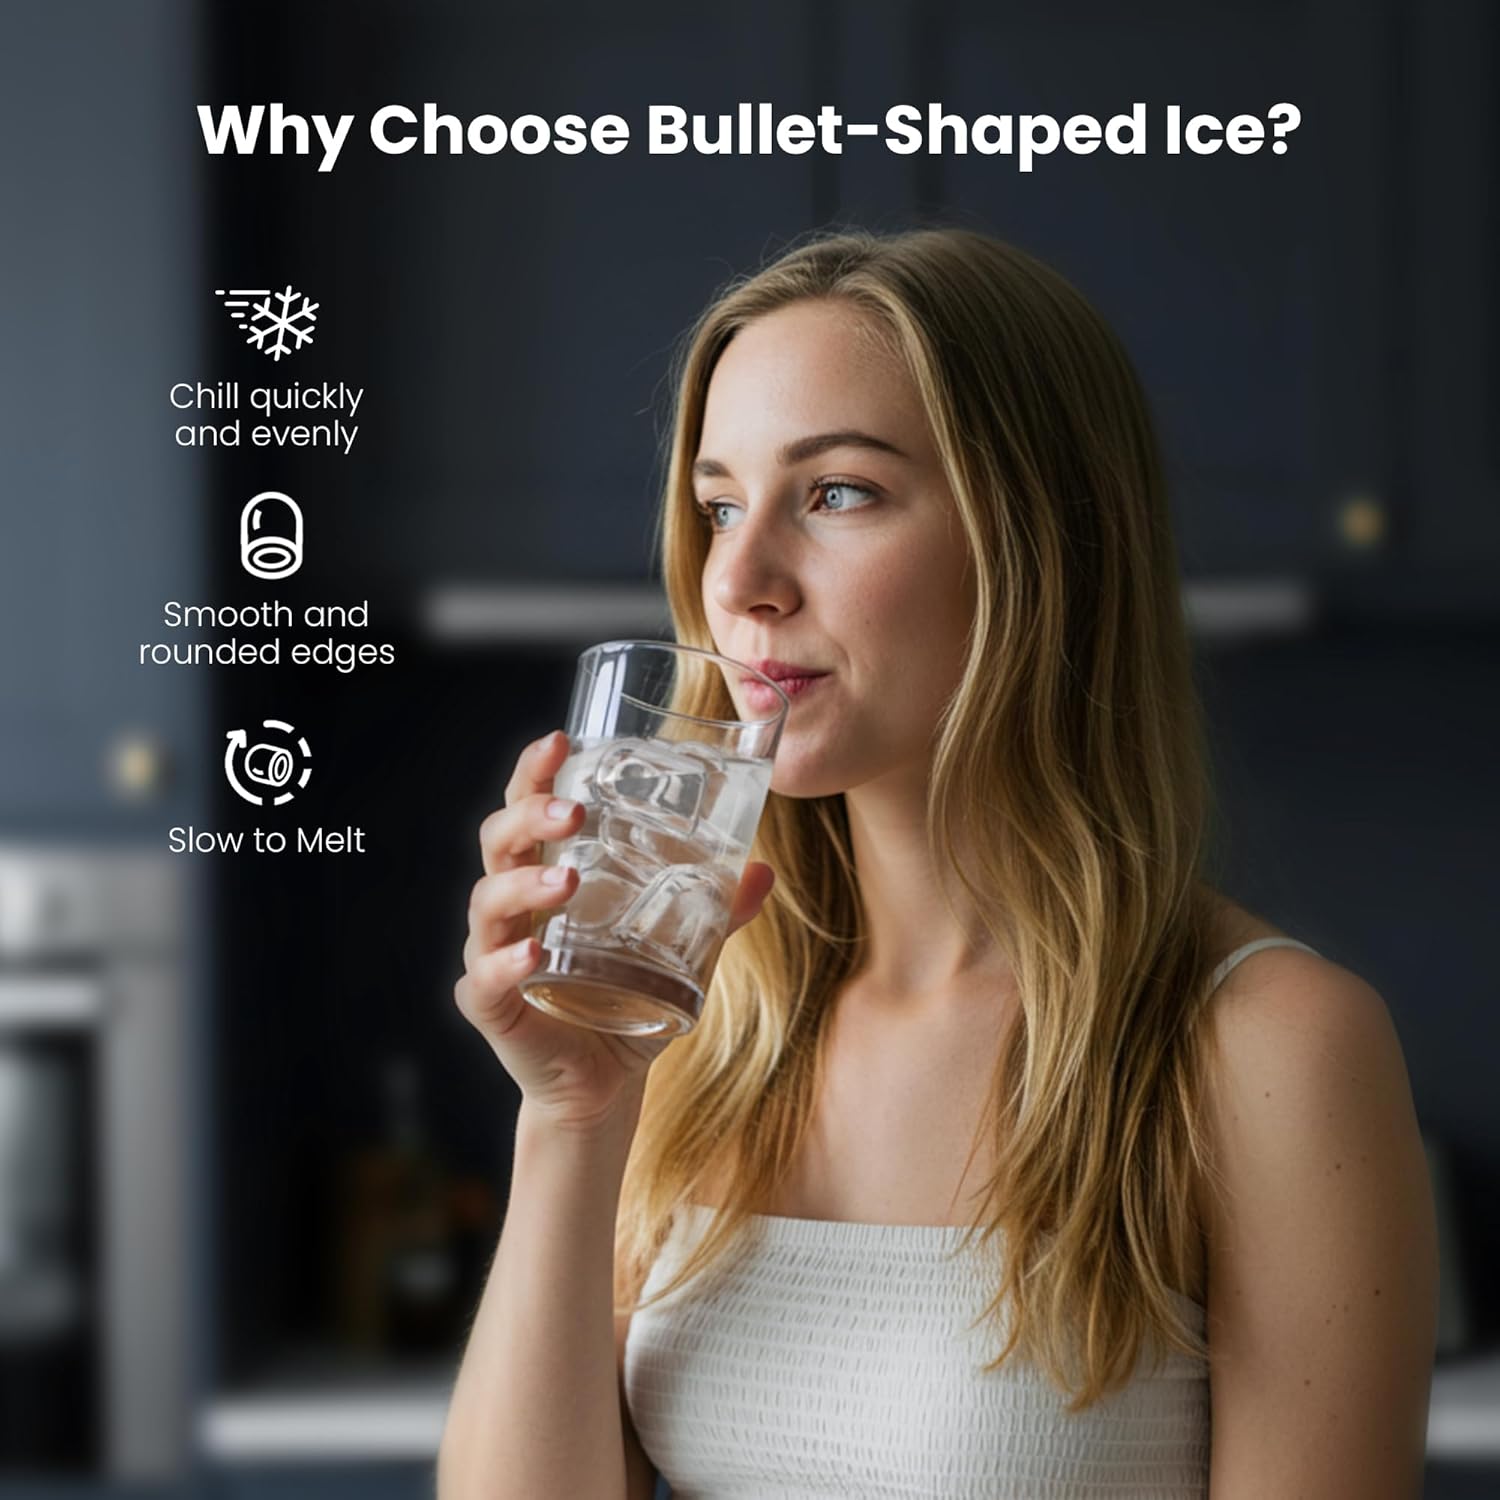 Why Choose Bullet-Shaped Ice?
Chill quickly
and evenly
Smooth and
rounded edges
Slow to Melt